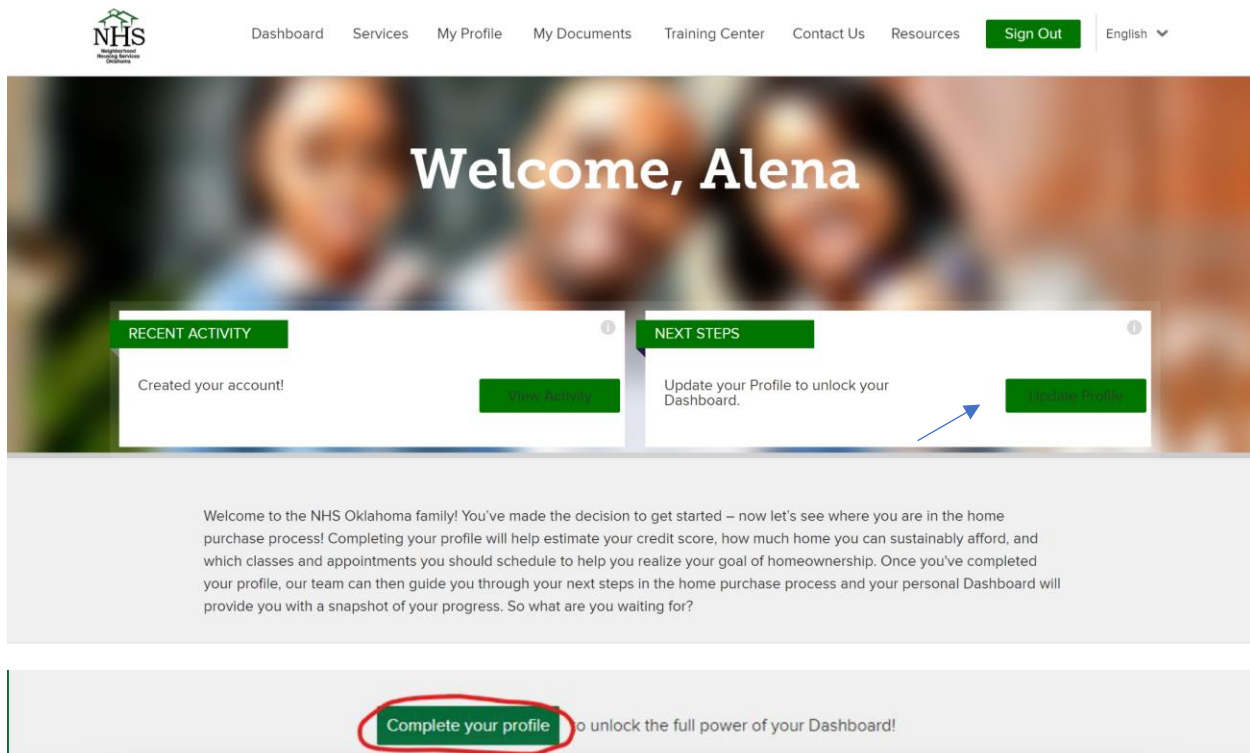 NHS
Neighborhood
Housing Services
Oklahoma
Dashboard Services My Profile My Documents Training Center Contact Us Resources Sign Out English
Welcome, Alena
RECENT ACTIVITY
Created your account!
View Activity
NEXT STEPS
Update your Profile to unlock your
Dashboard.
Update Profile
Welcome to the NHS Oklahoma family! You've made the decision to get started – now let's see where you are in the home
purchase process! Completing your profile will help estimate your credit score, how much home you can sustainably afford, and
which classes and appointments you should schedule to help you realize your goal of homeownership. Once you've completed
your profile, our team can then guide you through your next steps in the home purchase process and your personal Dashboard will
provide you with a snapshot of your progress. So what are you waiting for?
Complete your profile to unlock the full power of your Dashboard!